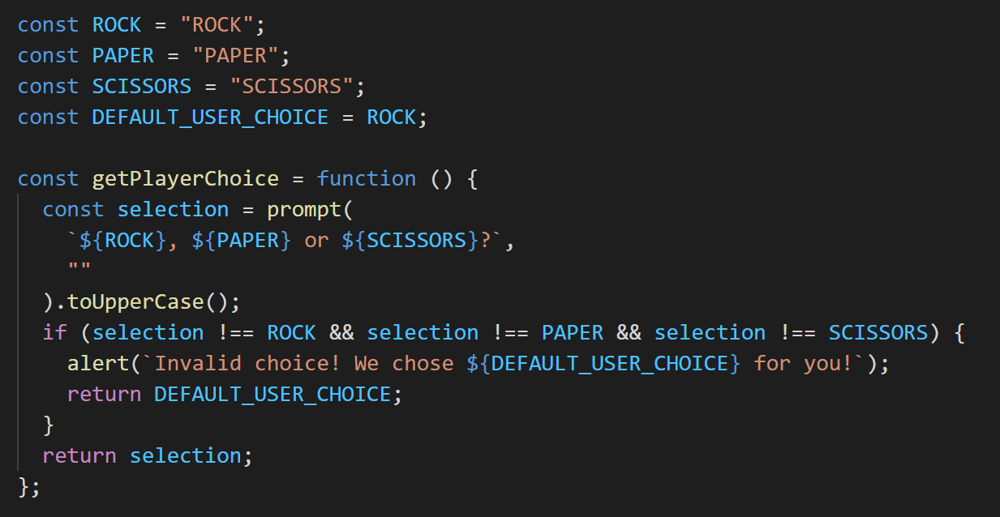 const ROCK = "ROCK";
const PAPER = "PAPER";
const SCISSORS = "SCISSORS";
const DEFAULT_USER_CHOICE = ROCK;

const getPlayerChoice = function () {
  const selection = prompt(
    `${ROCK}, ${PAPER} or ${SCISSORS}?`,
    ""
  ).toUpperCase();
  if (selection !== ROCK && selection !== PAPER && selection !== SCISSORS) {
    alert(`Invalid choice! We chose ${DEFAULT_USER_CHOICE} for you!`);
    return DEFAULT_USER_CHOICE;
  }
  return selection;
};